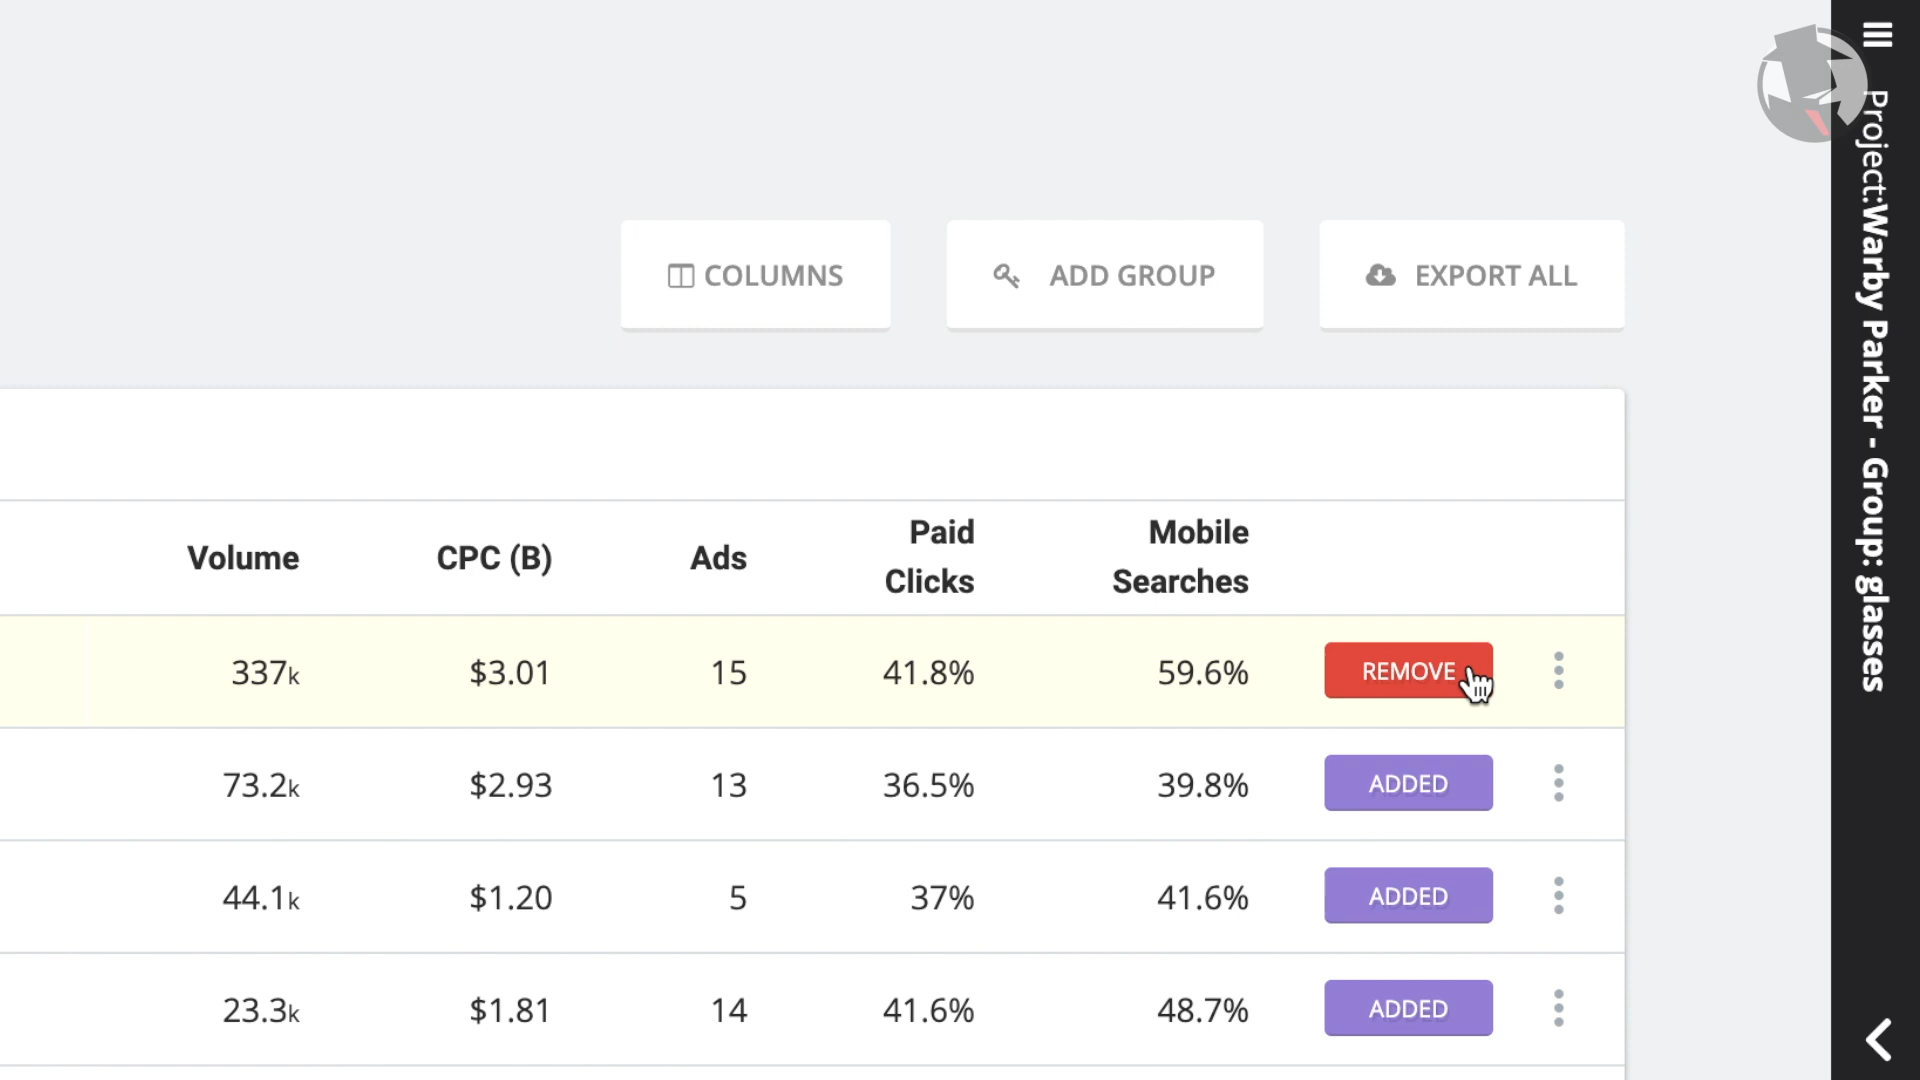 COLUMNS
ADD GROUP
EXPORT ALL
Project:Warby Parker - Group: glasses
Volume
CPC (B)
Ads
Paid
Clicks
Mobile
Searches
337k $3.01 15 41.8% 59.6% REMOVE
73.2k $2.93 13 36.5% 39.8% ADDED
44.1k $1.20 5 37% 41.6% ADDED
23.3k $1.81 14 41.6% 48.7% ADDED